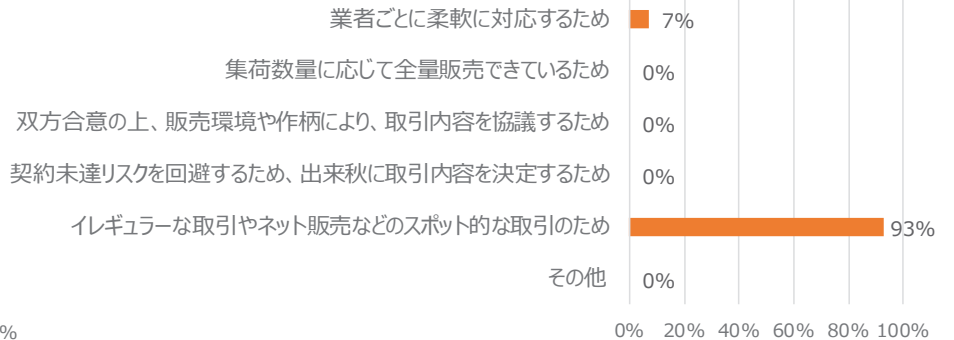 業者ごとに柔軟に対応するため 7%
集荷数量に応じて全量販売できているため 0%
双方合意の上、販売環境や作柄により、取引内容を協議するため 0%
契約未達リスクを回避するため、出来秋に取引内容を決定するため 0%
イレギュラーな取引やネット販売などのスポット的な取引のため 93%
その他 0%
% 0% 20% 40% 60% 80% 100%